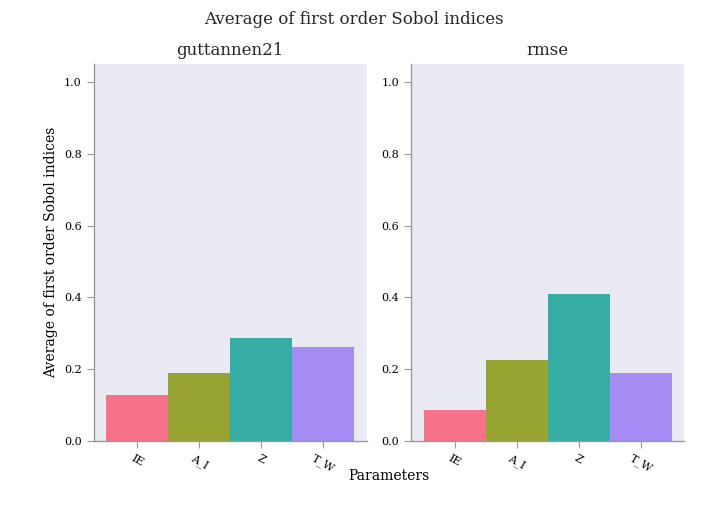 Average of first order Sobol indices
guttannen21
rmse
Average of first order Sobol indices
1.0
0.8
0.6
0.4
0.2
0.0
IE
A_I
Z
T_W
1.0
0.8
0.6
0.4
0.2
0.0
IE
A_I
Z
T_W
Parameters